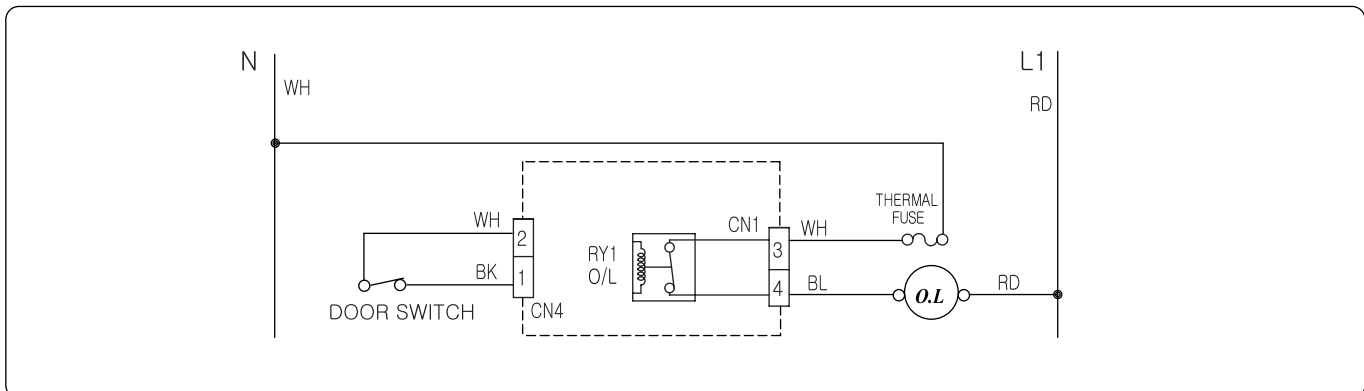 N
L1
WH
RD
THERMAL
FUSE
WH
2
CN1
3
WH
RY1
O/L
BK
1
4
BL
O.L
RD
DOOR SWITCH
CN4